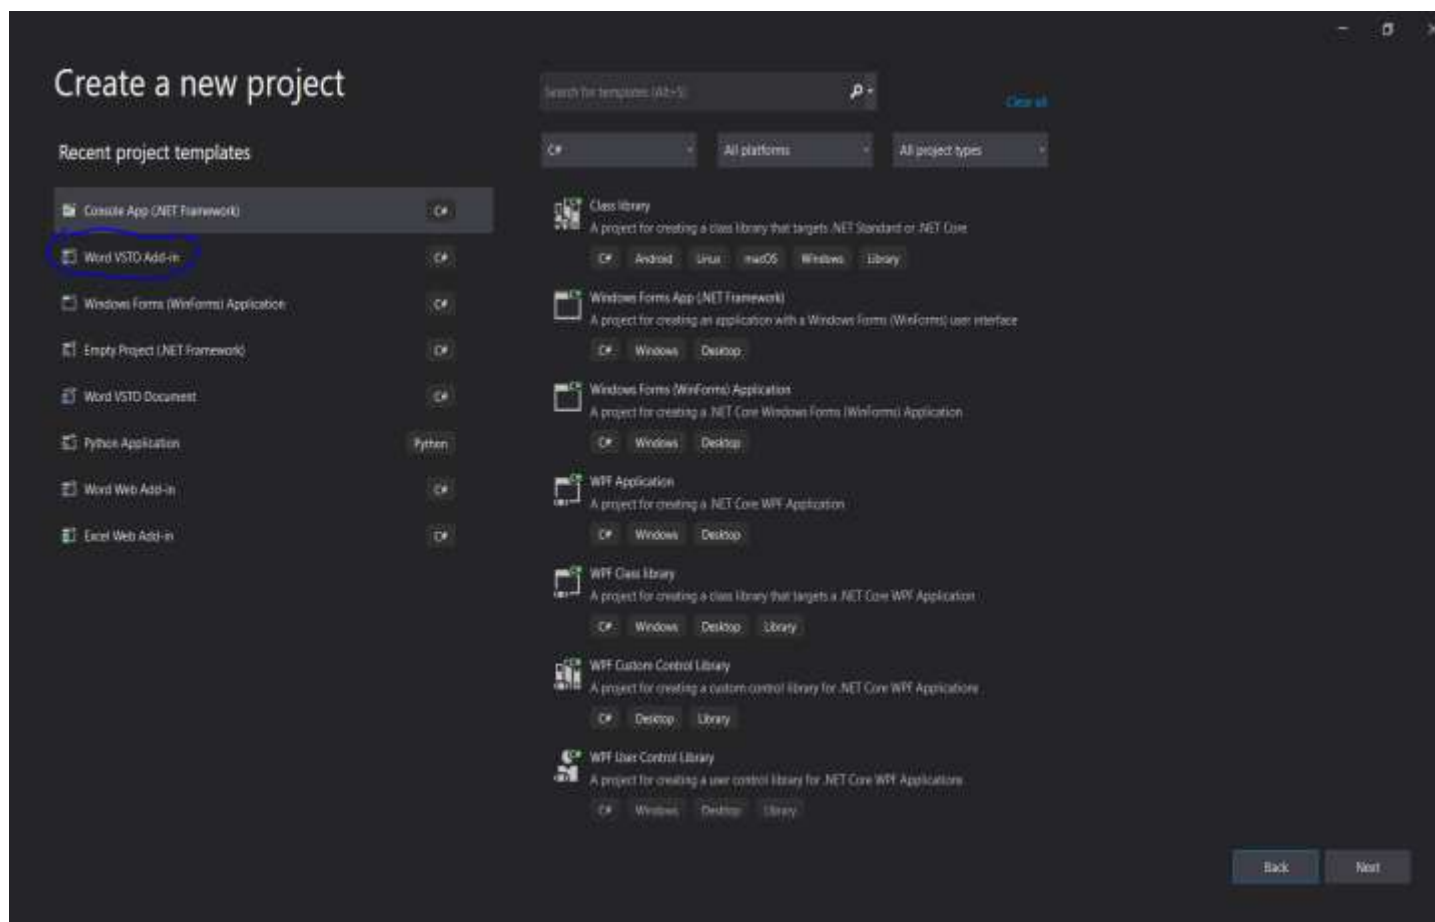 Create a new project
Search for templates (Alt+S)
Clear all
Recent project templates
C#
All platforms
All project types
Console App (.NET Framework)
C#
Word VSTO Add-in
C#
Windows Forms (WinForms) Application
C#
Empty Project (.NET Framework)
C#
Word VSTO Document
C#
Python Application
Python
Word Web Add-in
C#
Excel Web Add-in
C#
Class library
A project for creating a class library that targets .NET Standard or .NET Core
C# Android Linux macOS Windows Library
Windows Forms App (.NET Framework)
A project for creating an application with a Windows Forms (WinForms) user interface
C# Windows Desktop
Windows Forms (WinForms) Application
A project for creating a .NET Core Windows Forms (WinForms) Application
C# Windows Desktop
WPF Application
A project for creating a .NET Core WPF Application
C# Windows Desktop
WPF Class library
A project for creating a class library that targets a .NET Core WPF Application
C# Windows Desktop Library
WPF Custom Control Library
A project for creating a custom control library for .NET Core WPF Applications
C# Desktop Library
WPF User Control Library
A project for creating a user control library for .NET Core WPF Applications
C# Windows Desktop Library
Back
Next